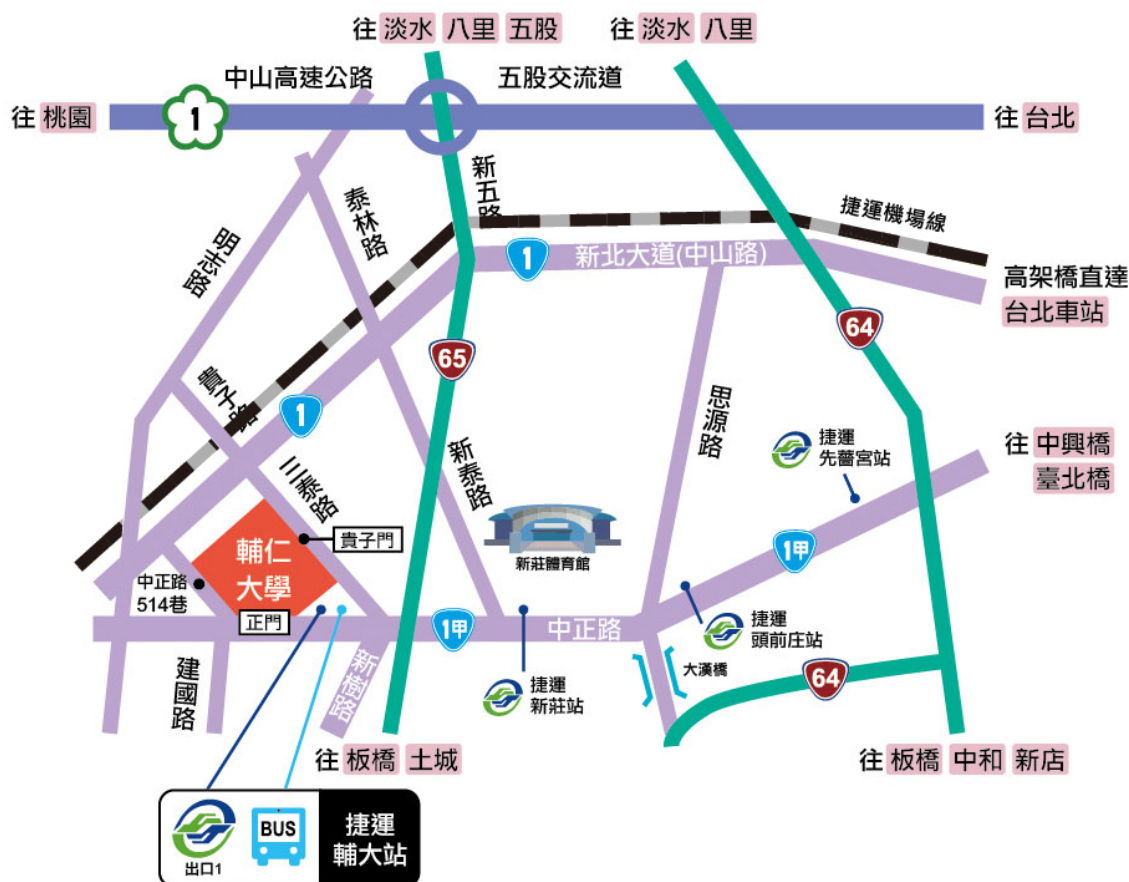 往 淡水 八里 五股
往 淡水 八里
中山高速公路
五股交流道
往 桃園
1
往 台北
新五路
泰林路
明志路
捷運機場線
1
新北大道(中山路)
高架橋直達
台北車站
65
64
貴子路
1
思源路
新泰路
三泰路
捷運
先嗇宮站
往 中興橋
臺北橋
貴子門
輔仁
大學
新莊體育館
1甲
中正路
514巷
正門
1甲
中正路
捷運
頭前庄站
建國路
新樹路
捷運
新莊站
大漢橋
64
往 板橋 土城
往 板橋 中和 新店
BUS
出口1
捷運
輔大站